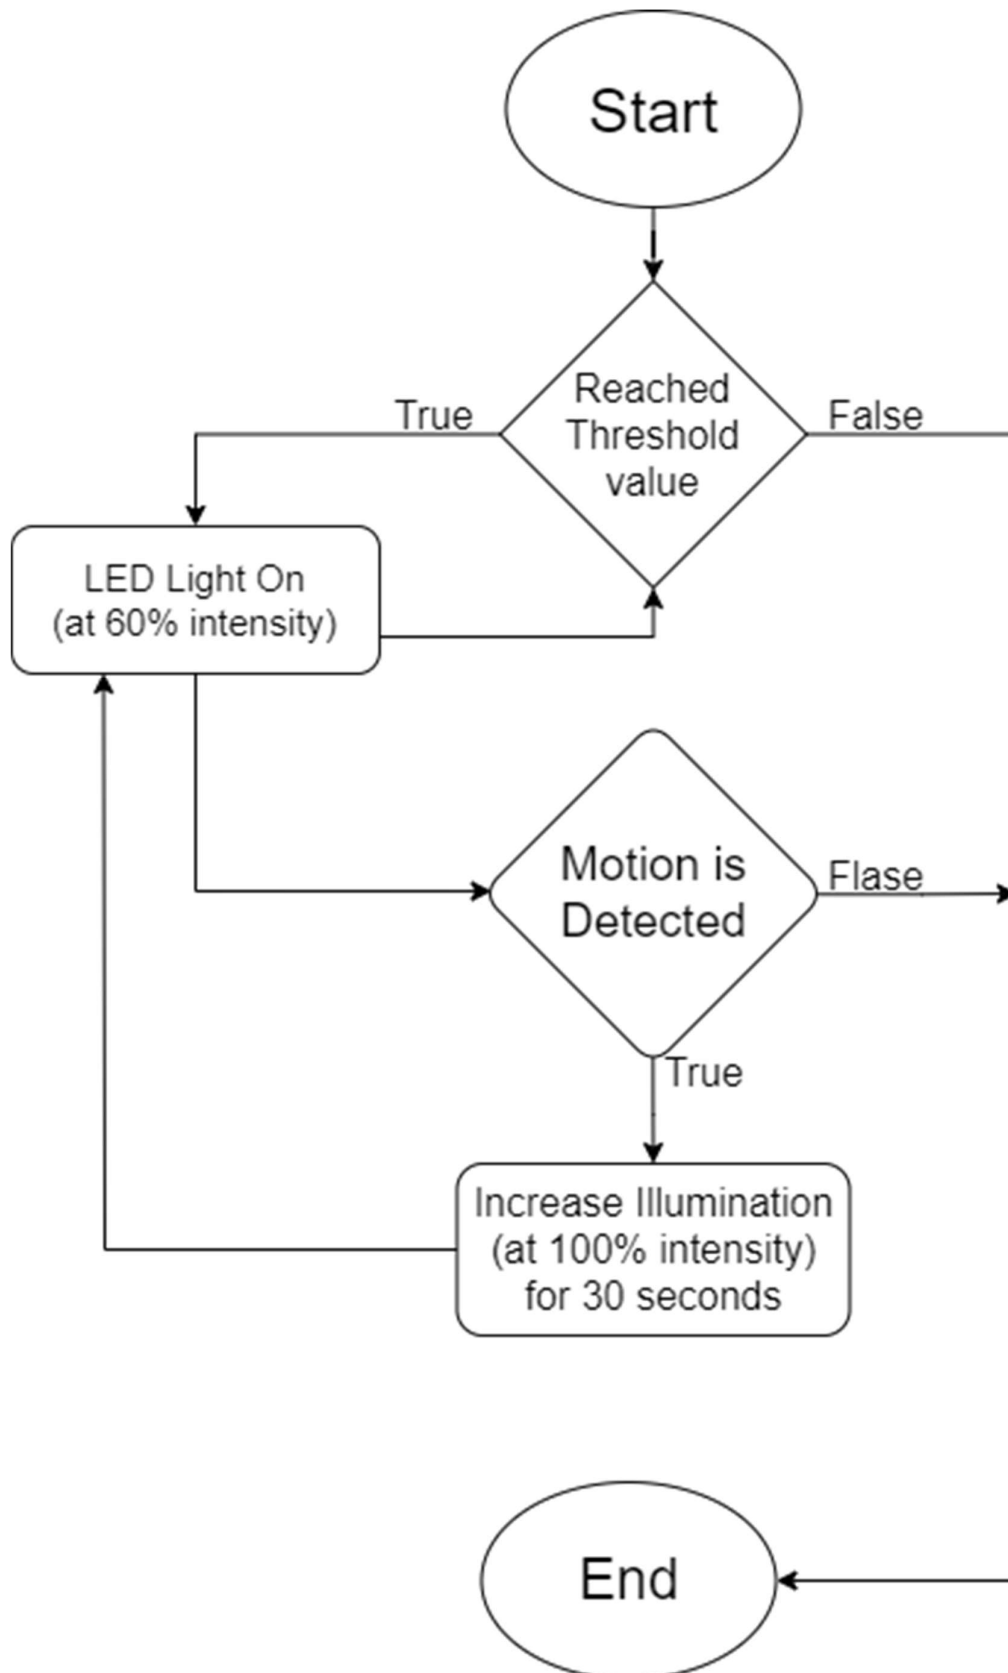 Start
Reached
Threshold
value
True
False
LED Light On
(at 60% intensity)
Motion is
Detected
Flase
True
Increase Illumination
(at 100% intensity)
for 30 seconds
End